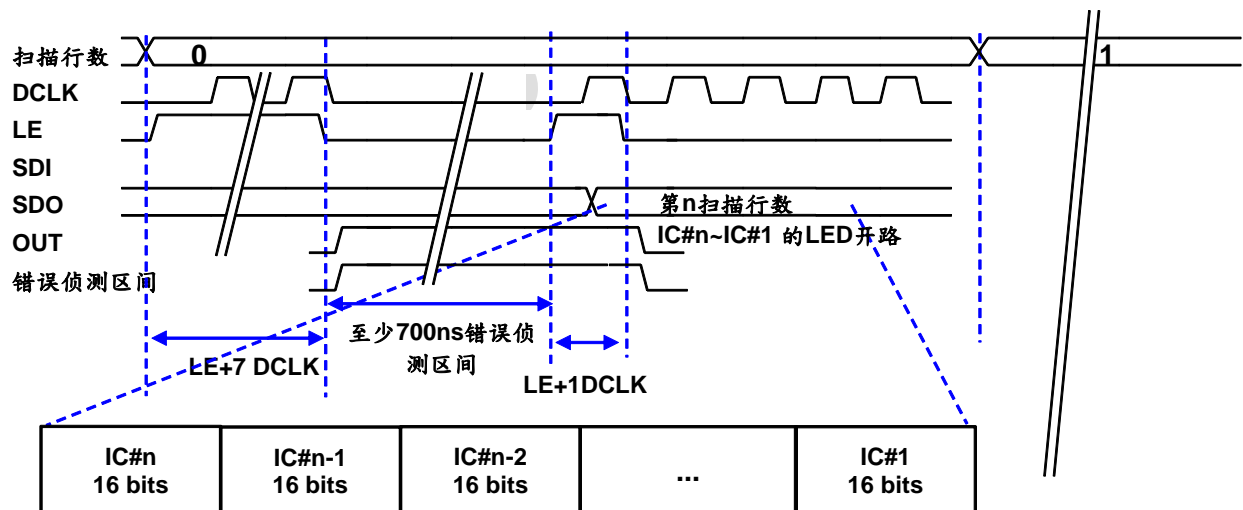 扫描行数
0
1
DCLK
LE
SDI
SDO
第n扫描行数
OUT
IC#n~IC#1 的LED开路
错误侦测区间
至少700ns错误侦
测区间
LE+7 DCLK
LE+1DCLK
IC#n
16 bits
IC#n-1
16 bits
IC#n-2
16 bits
...
IC#1
16 bits